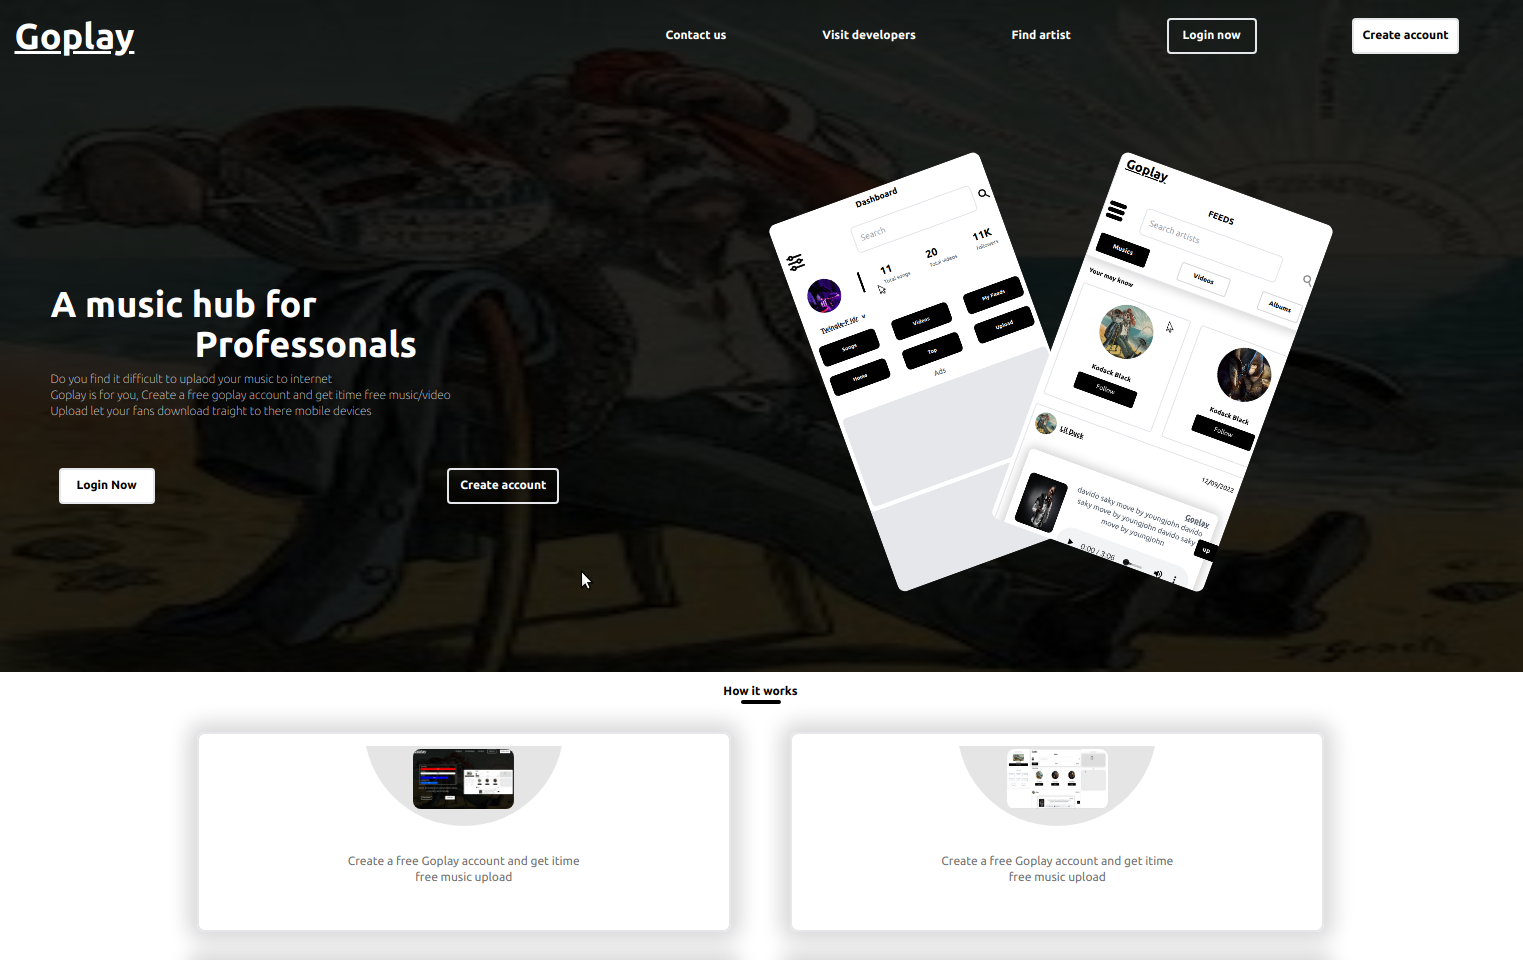 Goplay
Contact us
Visit developers
Find artist
Login now
Create account
A music hub for
Professonals
Do you find it difficult to uplaod your music to internet
Goplay is for you, Create a free goplay account and get itime free music/video
Upload let your fans download traight to there mobile devices
Login Now
Create account
Dashboard
Search
11
Total songs
20
Total videos
11K
Followers
Songs
Videos
My Feeds
Home
Top
Upload
Ads
Goplay
FEEDS
Search artists
Musics
Videos
Albums
Your may know
Kodack Black
Follow
Kodack Black
Follow
12/09/2022
Goplay
davido saky move by youngjohn davido
saky move by youngjohn davido saky
move by youngjohn
up
0:00 / 3:06
How it works
Create a free Goplay account and get itime
free music upload
Create a free Goplay account and get itime
free music upload